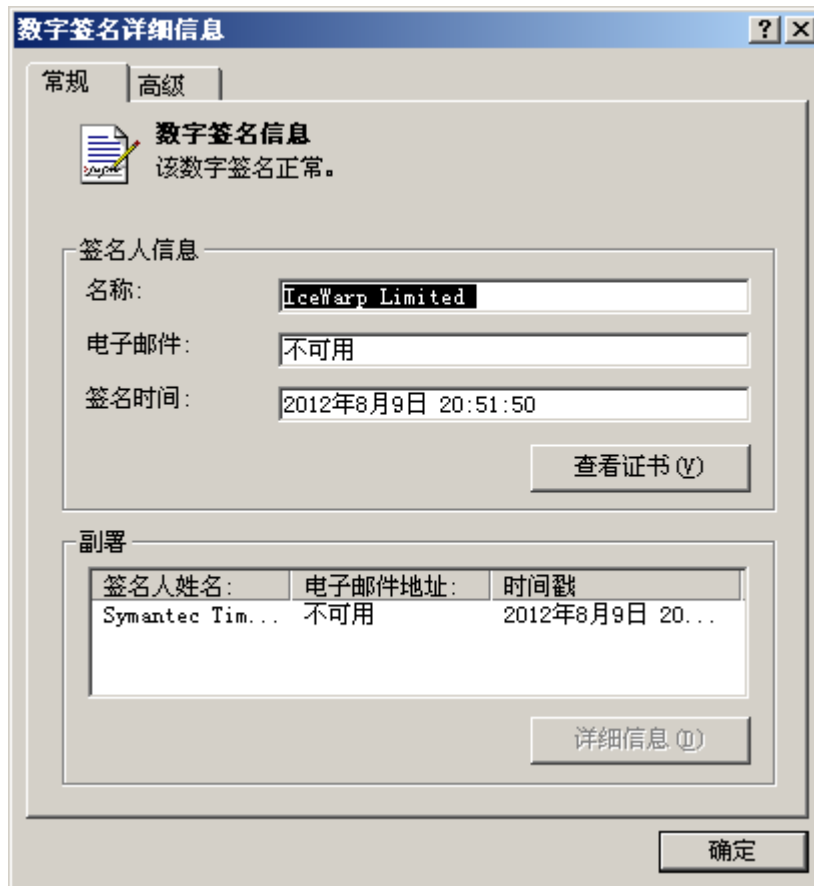 数字签名详细信息
常规 高级
数字签名信息
该数字签名正常。
签名人信息
名称: IceWarp Limited
电子邮件: 不可用
签名时间: 2012年8月9日 20:51:50
查看证书(V)
副署
签名人姓名: 电子邮件地址: 时间戳
Symantec Tim... 不可用 2012年8月9日 20...
详细信息(D)
确定